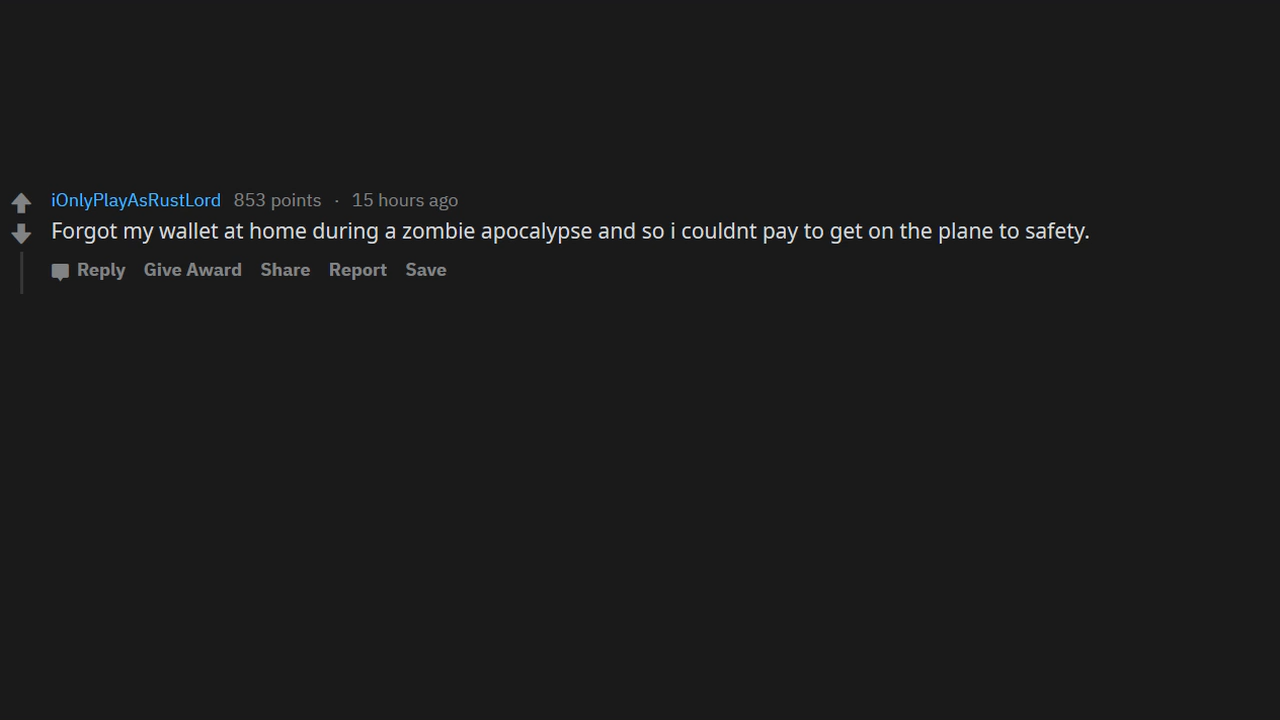 iOnlyPlayAsRustLord 853 points · 15 hours ago
Forgot my wallet at home during a zombie apocalypse and so i couldnt pay to get on the plane to safety.
Reply Give Award Share Report Save